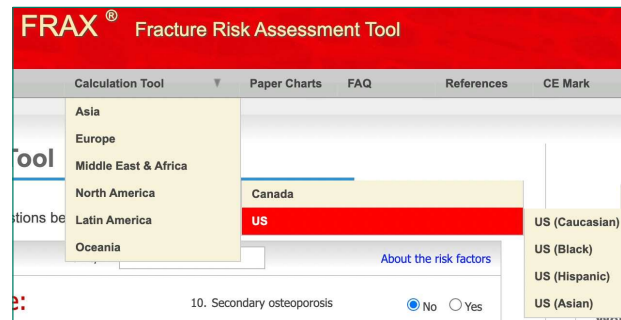 FRAX ® Fracture Risk Assessment Tool
Calculation Tool ▼ Paper Charts FAQ References CE Mark
Asia
Europe
Tool
Middle East & Africa
North America
Canada
stions be
Latin America
US
US (Caucasian)
Oceania
US (Black)
About the risk factors
US (Hispanic)
e:
10. Secondary osteoporosis No Yes
US (Asian)